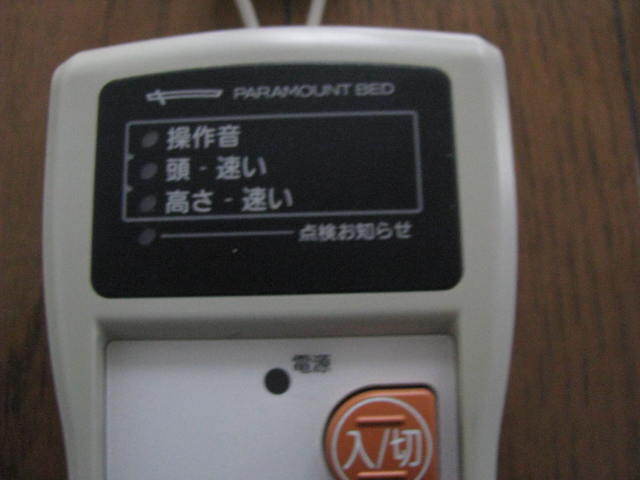 PARAMOUNT BED
操作音
頭 - 速い
高さ - 速い
点検お知らせ
電源
入/切